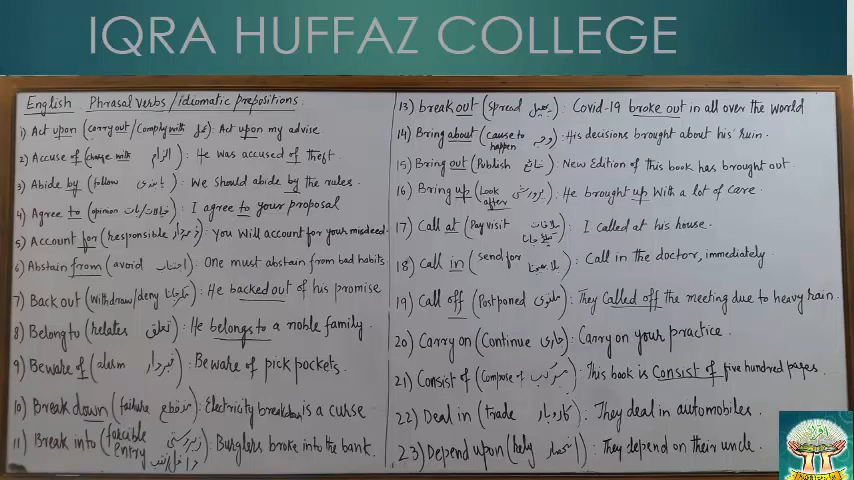 IQRA HUFFAZ COLLEGE
English Phrasal verbs/idiomatic prepositions
1) Act upon (carry out/Comply with عمل): Act upon my advise
2) Accuse of (charge with الزام): He was accused of theft
3) Abide by (follow پابندی): We should abide by the rules.
4) Agree to (opinion خیالات/بات): I agree to your proposal
5) Account for (responsible ذمہ دار): You will account for your misdeed.
6) Abstain from (avoid اجتناب): One must abstain from bad habits
7) Back out (withdraw/deny مکر جانا): He backed out of his promise
8) Belong to (relates تعلق): He belongs to a noble family.
9) Beware of (alarm خبردار): Beware of pick pockets.
10) Break down (failure منقطع): Electricity breakdown is a curse
11) Break into (forcible entry زبردستی): Burglers broke into the bank.
13) break out (spread پھیل): Covid-19 broke out in all over the world
14) Bring about (cause to happen وجہ): His decisions brought about his ruin.
15) Bring out (Publish شائع): New Edition of this book has brought out.
16) Bring up (Look after پرورش): He brought up with a lot of care.
17) Call at (Pay visit ملاقات کیلئے جانا): I called at his house.
18) Call in (send for بلا بھیجنا): Call in the doctor, immediately
19) Call off (Postponed ملتوی): They Called off the meeting due to heavy rain.
20) Carry on (Continue جاری): Carry on your practice
21) Consist of (Compose of مرکب): This book is Consist of five hundred pages.
22) Deal in (trade کاروبار): They deal in automobiles.
23) Depend upon (rely انحصار): They depend on their uncle.